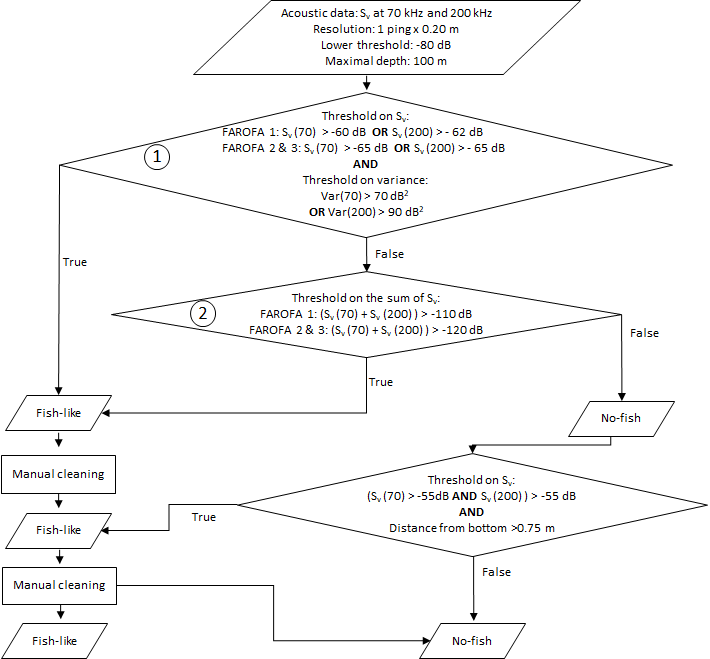 Acoustic data: Sv at 70 kHz and 200 kHz
Resolution: 1 ping x 0.20 m
Lower threshold: -80 dB
Maximal depth: 100 m
1
Threshold on Sv:
FAROFA 1: Sv (70) > -60 dB OR Sv (200) > - 62 dB
FAROFA 2 & 3: Sv (70) > -65 dB OR Sv (200) > - 65 dB
AND
Threshold on variance:
Var(70) > 70 dB²
OR Var(200) > 90 dB²
True
False
2
Threshold on the sum of Sv:
FAROFA 1: (Sv (70) + Sv (200) ) > -110 dB
FAROFA 2 & 3: (Sv (70) + Sv (200) ) > -120 dB
False
True
Fish-like
No-fish
Manual cleaning
Threshold on Sv:
(Sv (70) > -55dB AND Sv (200) ) > -55 dB
AND
Distance from bottom >0.75 m
True
Fish-like
False
Manual cleaning
Fish-like
No-fish